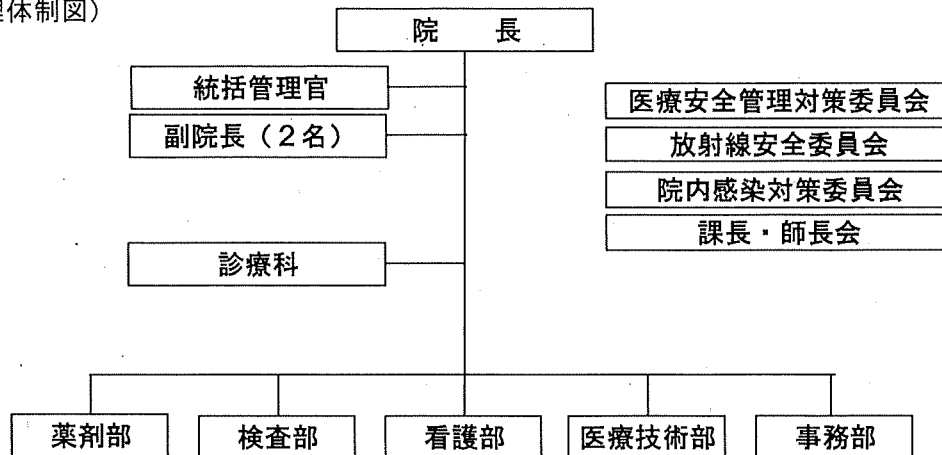 理体制図）
院　　長
統括管理官
副院長（２名）
医療安全管理対策委員会
放射線安全委員会
院内感染対策委員会
課長・師長会
診療科
薬剤部
検査部
看護部
医療技術部
事務部